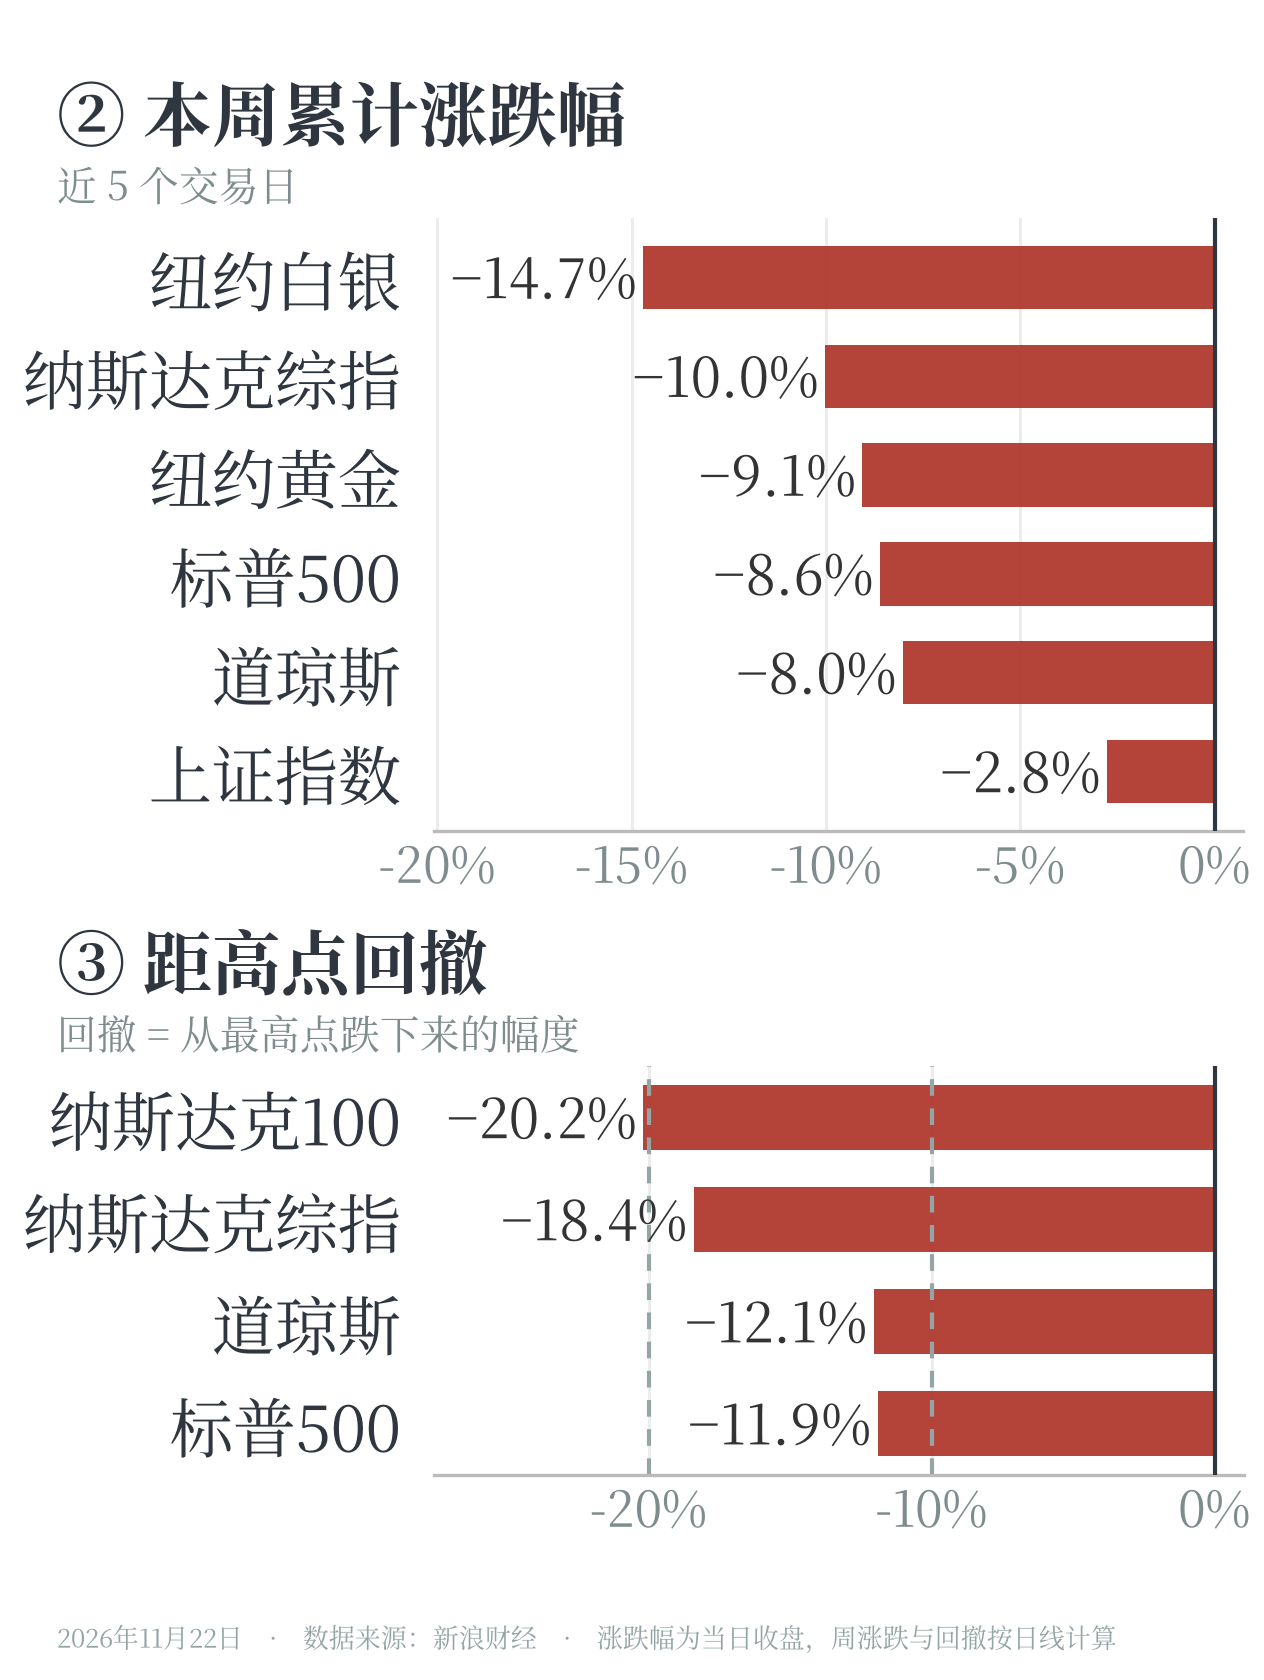 ② 本周累计涨跌幅
近 5 个交易日
纽约白银 −14.7%
纳斯达克综指 −10.0%
纽约黄金 −9.1%
标普500 −8.6%
道琼斯 −8.0%
上证指数 −2.8%
-20% -15% -10% -5% 0%
③ 距高点回撤
回撤 = 从最高点跌下来的幅度
纳斯达克100 −20.2%
纳斯达克综指 −18.4%
道琼斯 −12.1%
标普500 −11.9%
-20% -10% 0%
2026年11月22日 · 数据来源：新浪财经 · 涨跌幅为当日收盘，周涨跌与回撤按日线计算